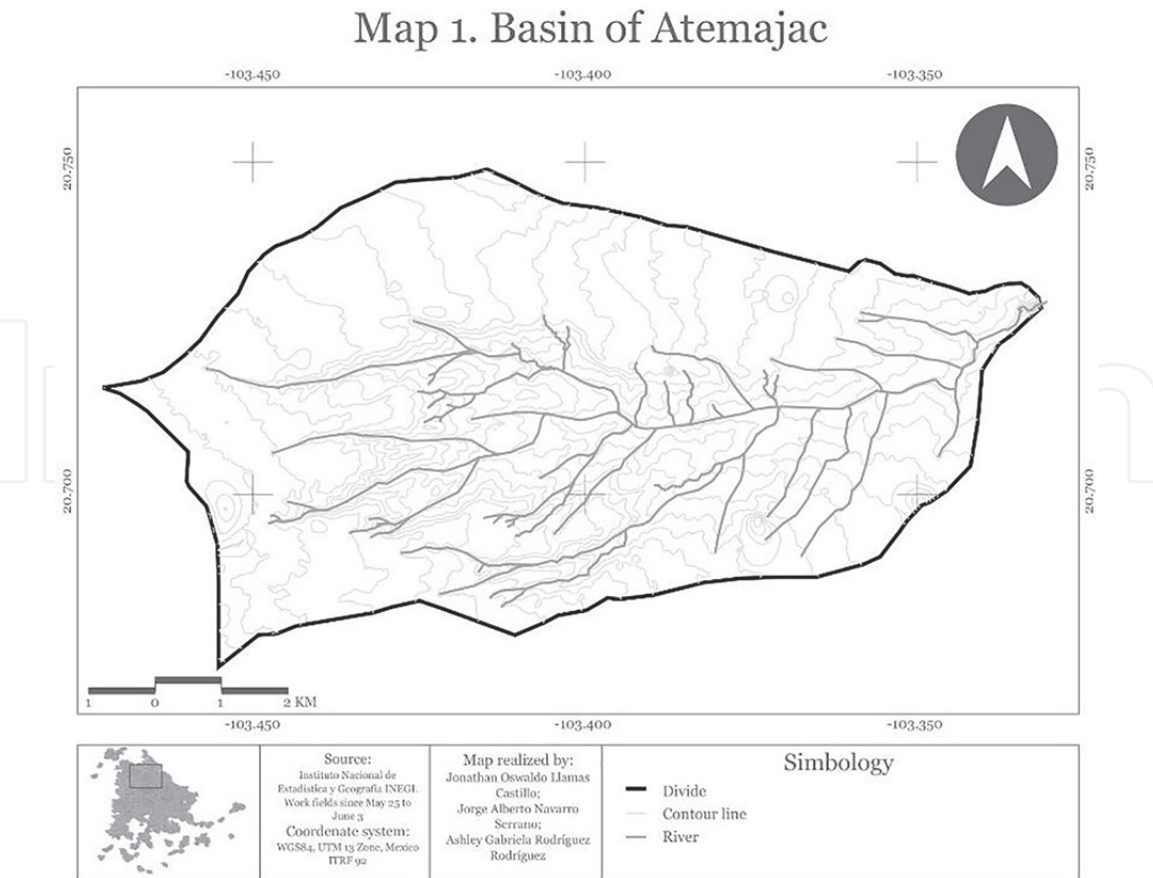 Map 1. Basin of Atemajac
-103.450
-103.400
-103.350
20.750
20.750
20.700
20.700
1
0
1
2 KM
-103.450
-103.400
-103.350
Source:
Instituto Nacional de
Estadística y Geografía INEGI.
Work fields since May 25 to
June 3
Coordenate system:
WGS84, UTM 13 Zone, Mexico
ITRF 92
Map realized by:
Jonathan Oswaldo Llamas
Castillo;
Jorge Alberto Navarro
Serrano;
Ashley Gabriela Rodríguez
Rodríguez
Simbology
Divide
Contour line
River